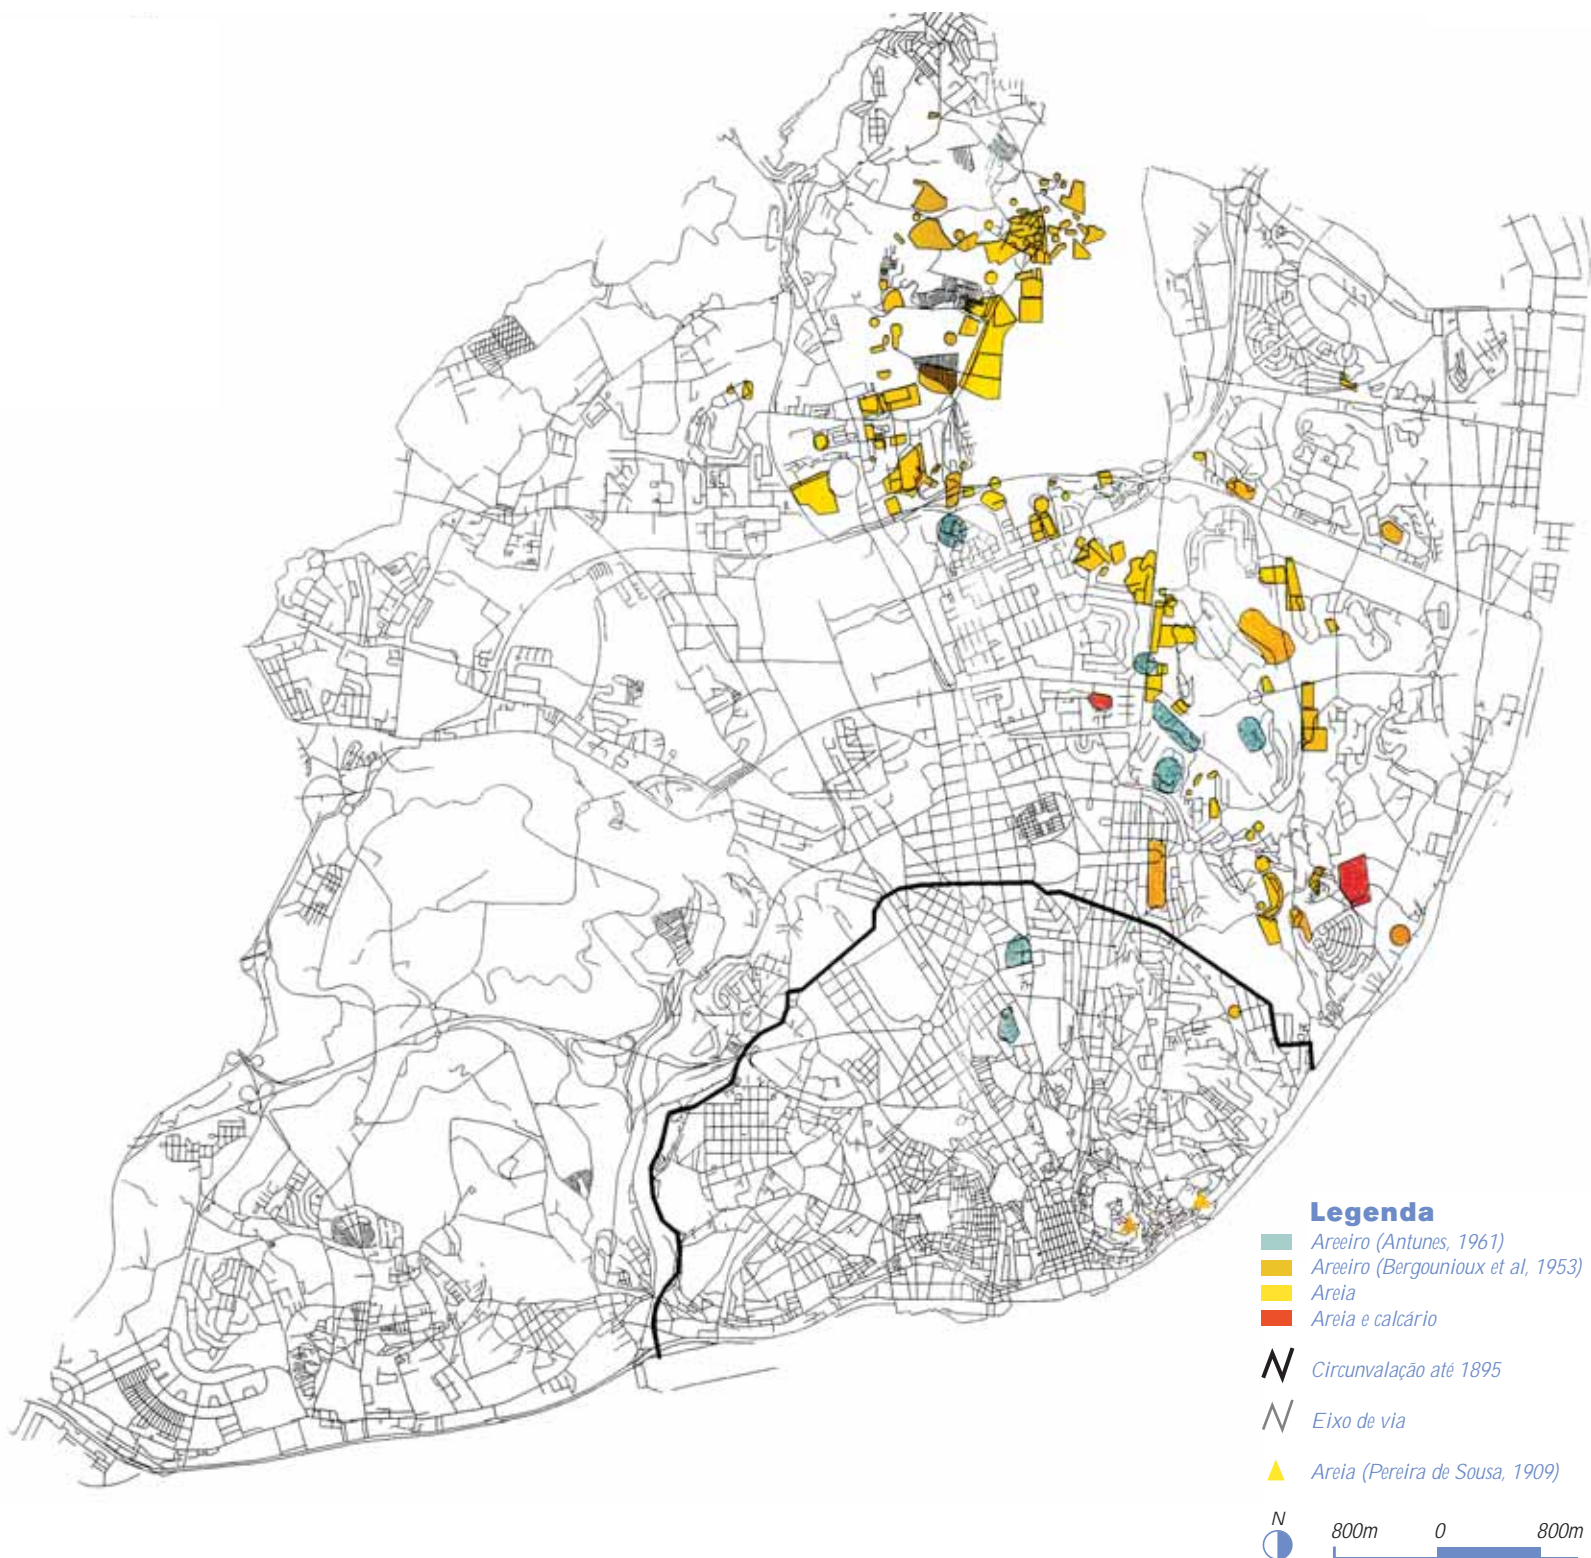 Legenda
Areeiro (Antunes, 1961)
Areeiro (Bergounioux et al, 1953)
Areia
Areia e calcário
Circunvalação até 1895
Eixo de via
Areia (Pereira de Sousa, 1909)
N
800m 0 800m